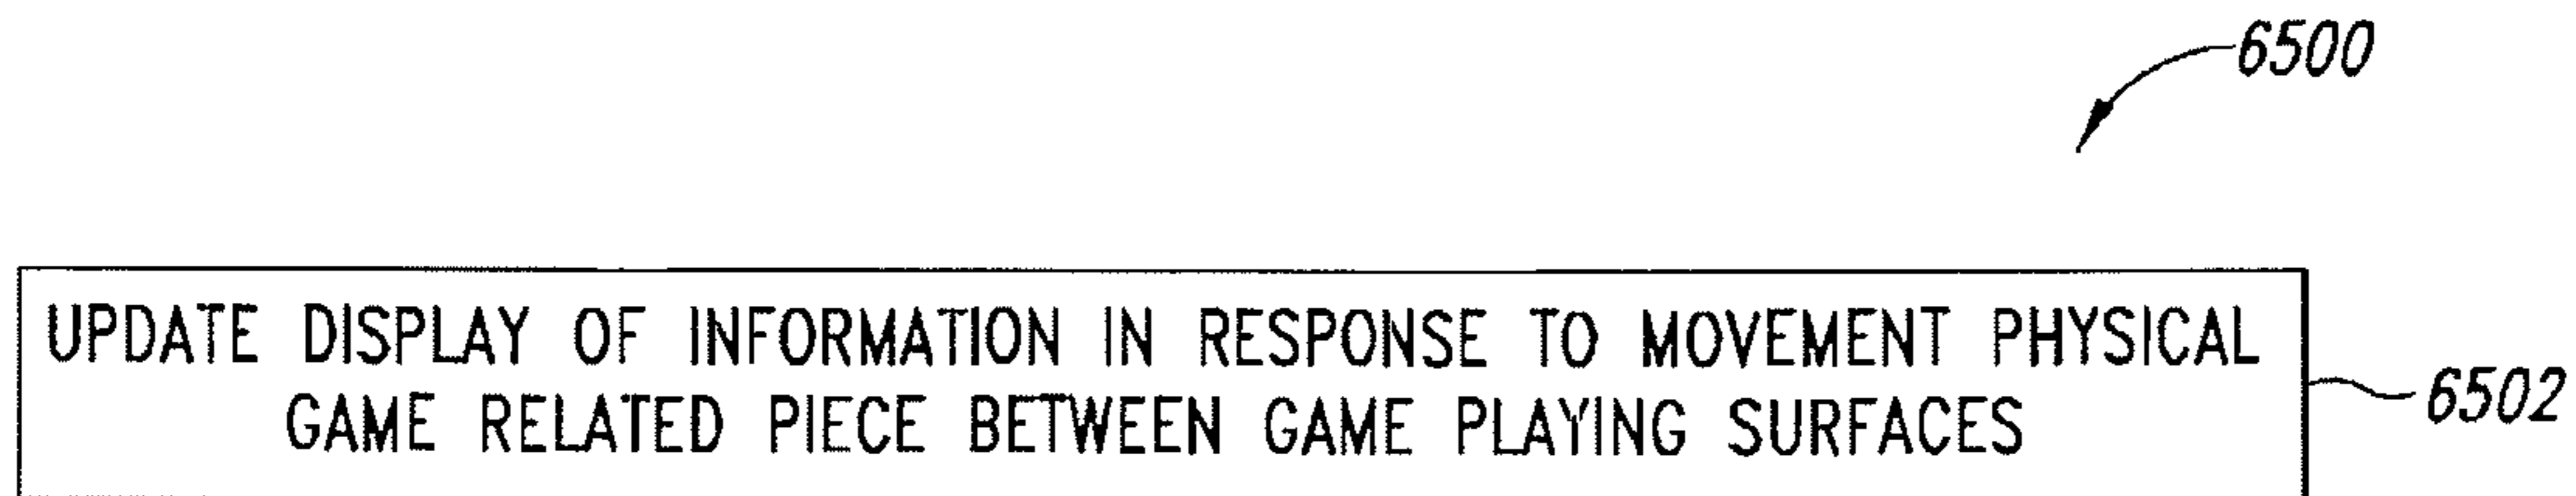 6500
UPDATE DISPLAY OF INFORMATION IN RESPONSE TO MOVEMENT PHYSICAL
GAME RELATED PIECE BETWEEN GAME PLAYING SURFACES
6502